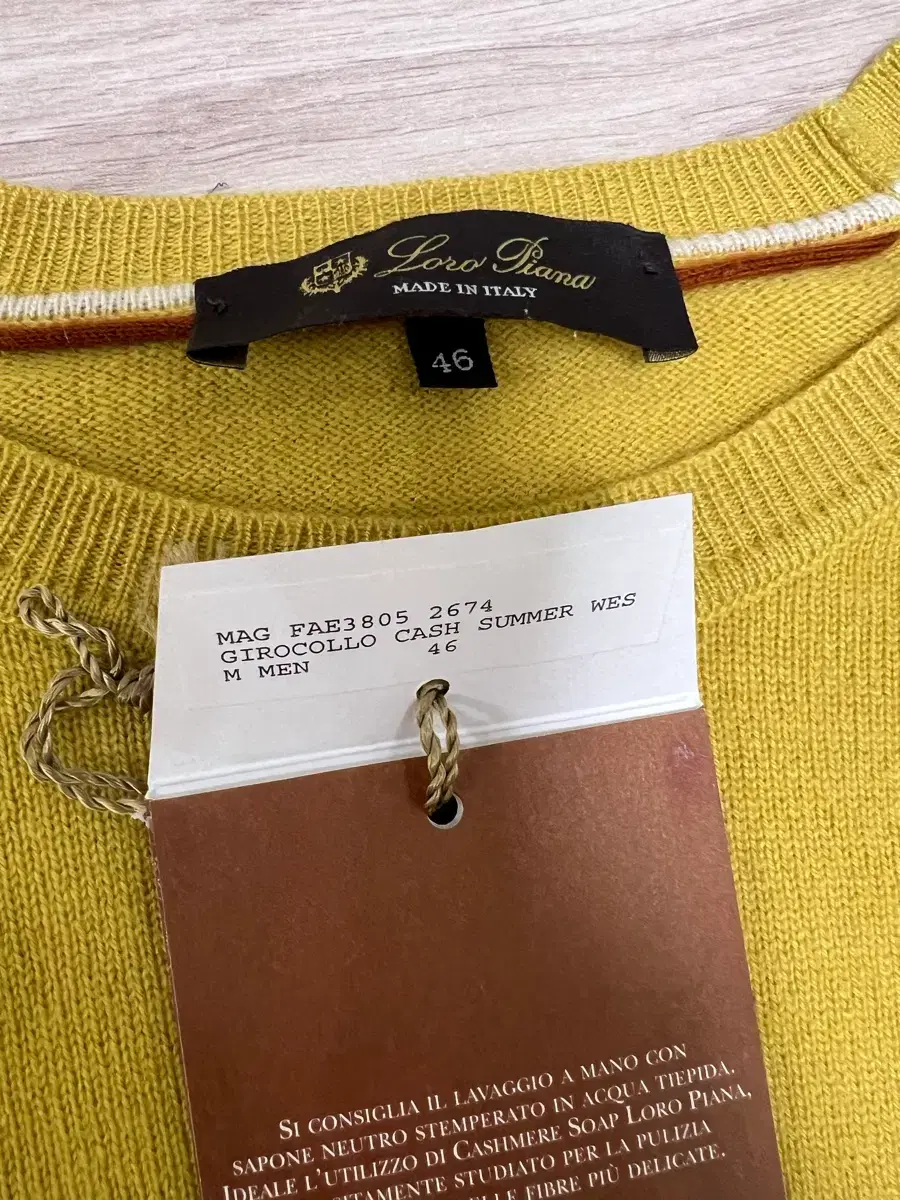 Loro Piana
MADE IN ITALY
46
MAG FAE3805 2674
GIROCOLLO CASH SUMMER WES
M MEN 46
SI CONSIGLIA IL LAVAGGIO A MANO CON
SAPONE NEUTRO STEMPERATO IN ACQUA TIEPIDA.
IDEALE L'UTILIZZO DI CASHMERE SOAP LORO PIANA,
STUDIATO PER LA PULIZIA
FIBRE PIÙ DELICATE.